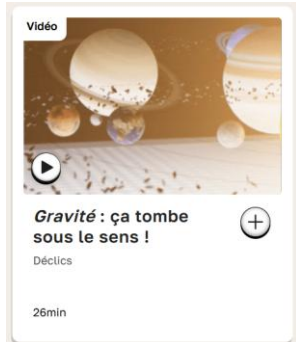 Vidéo
Gravité : ça tombe
sous le sens !
Déclics
26min